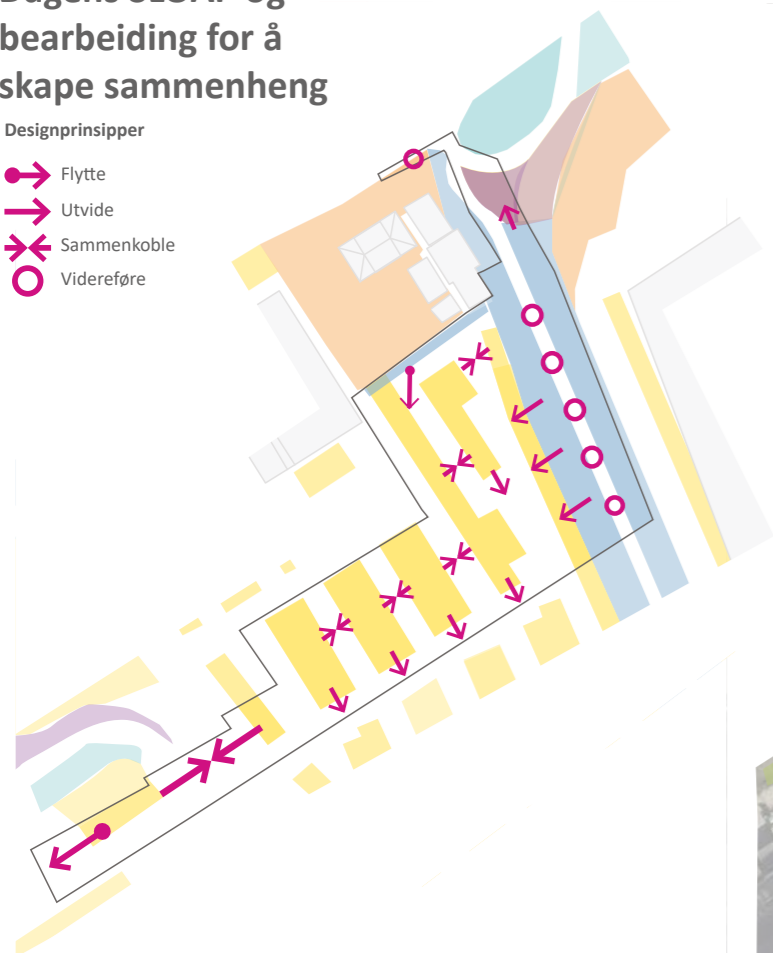 bearbeiding for å
skape sammenheng
Designprinsipper
Flytte
Utvide
Sammenkoble
Videreføre